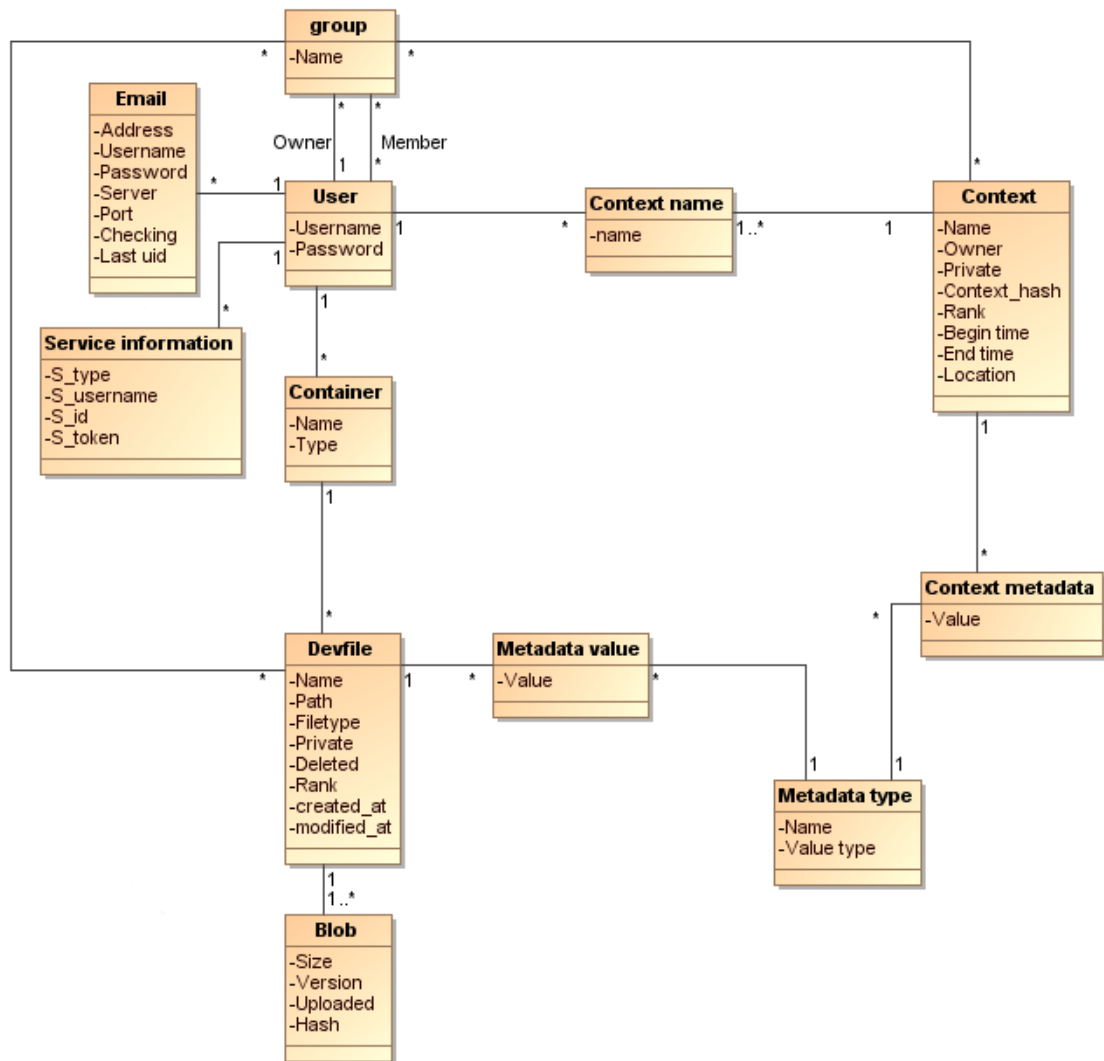 group
-Name
*
*
*
*
Owner
Member
1
*
Email
-Address
-Username
-Password
-Server
-Port
-Checking
-Last uid
*
1
User
-Username
-Password
1
*
Context name
-name
1..*
1
*
Context
-Name
-Owner
-Private
-Context_hash
-Rank
-Begin time
-End time
-Location
1
*
1
*
Service information
-S_type
-S_username
-S_id
-S_token
1
*
Container
-Name
-Type
1
*
Context metadata
-Value
*
1
*
Devfile
-Name
-Path
-Filetype
-Private
-Deleted
-Rank
-created_at
-modified_at
*
1
*
Metadata value
-Value
*
1
Metadata type
-Name
-Value type
1
1..*
Blob
-Size
-Version
-Uploaded
-Hash